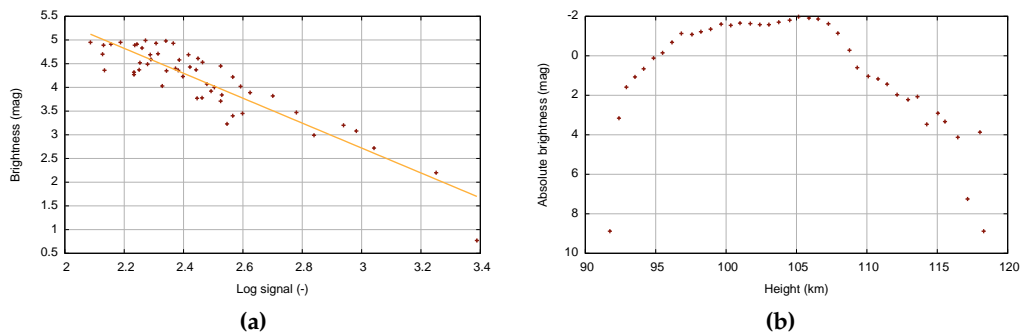 5.5
5
4.5
4
3.5
3
2.5
2
1.5
1
0.5
Brightness (mag)
2 2.2 2.4 2.6 2.8 3 3.2 3.4
Log signal (-)
(a)
-2
0
2
4
6
8
10
Absolute brightness (mag)
90 95 100 105 110 115 120
Height (km)
(b)